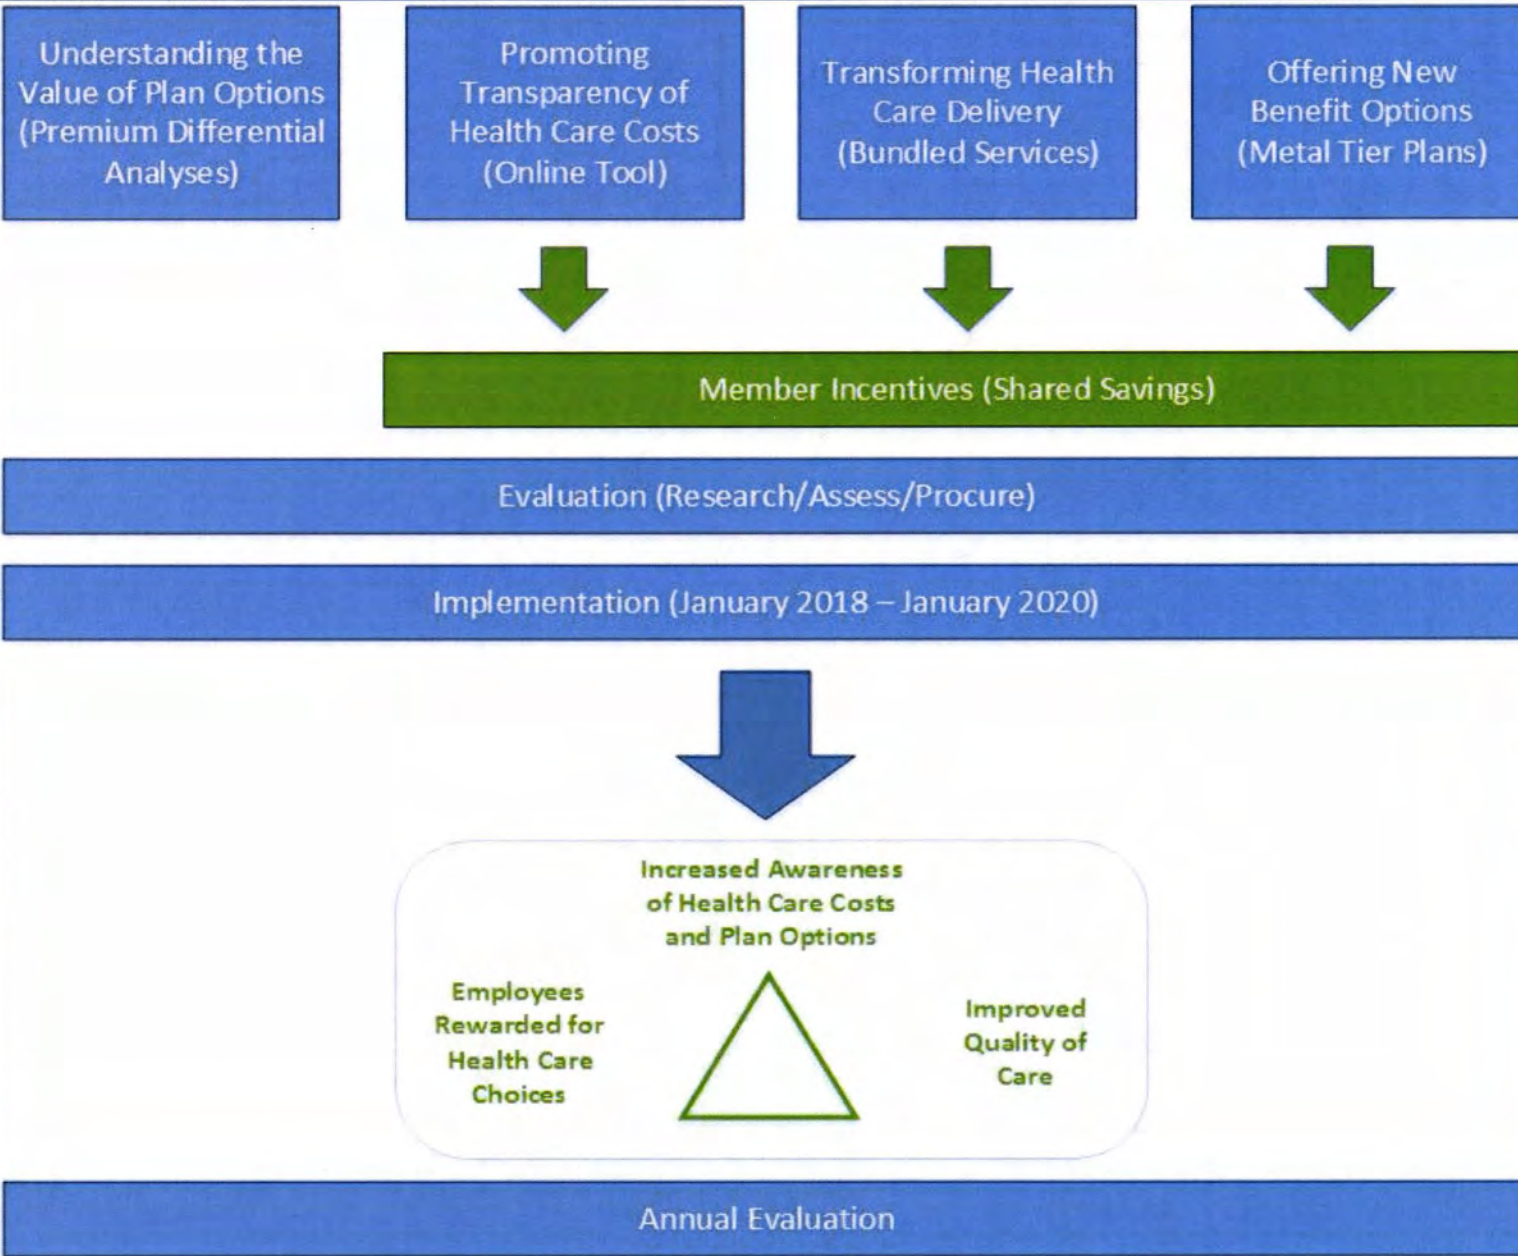 Understanding the
Value of Plan Options
(Premium Differential
Analyses)
Promoting
Transparency of
Health Care Costs
(Online Tool)
Transforming Health
Care Delivery
(Bundled Services)
Offering New
Benefit Options
(Metal Tier Plans)
Member Incentives (Shared Savings)
Evaluation (Research/Assess/Procure)
Implementation (January 2018 – January 2020)
Increased Awareness
of Health Care Costs
and Plan Options
Employees
Rewarded for
Health Care
Choices
Improved
Quality of
Care
Annual Evaluation